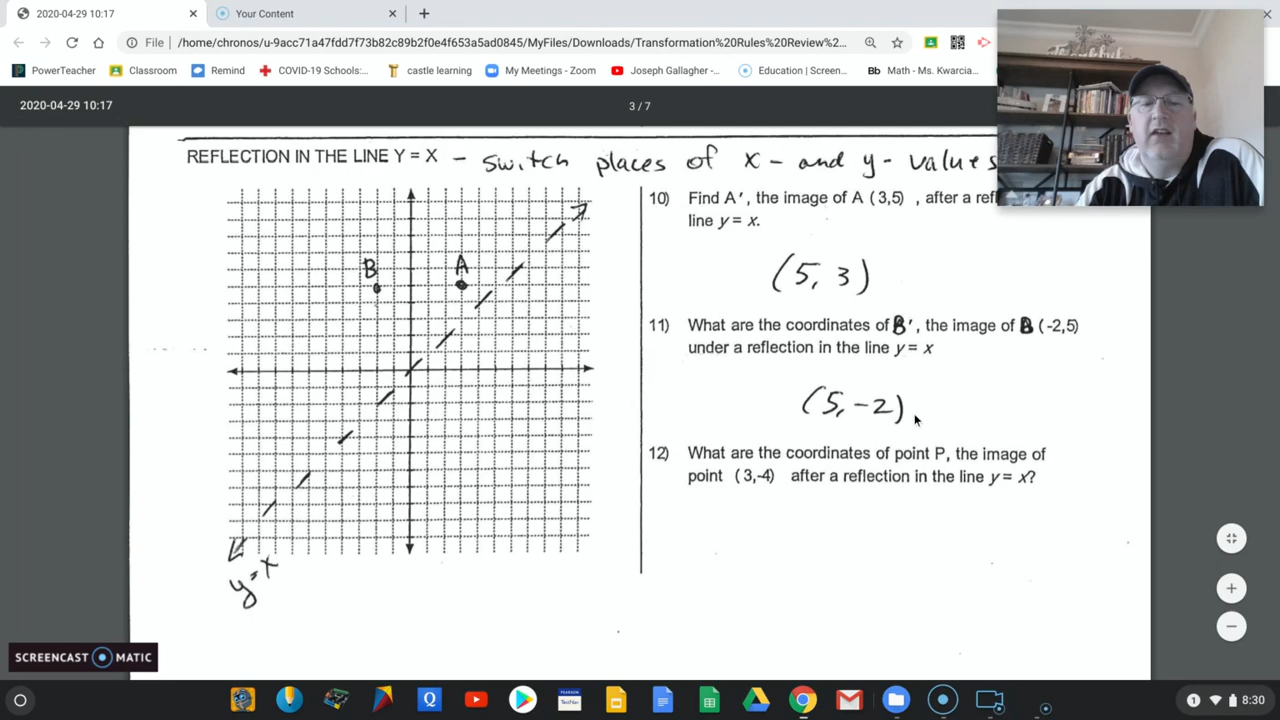 2020-04-29 10:17
Your Content
File /home/chronos/u-9acc71a47fdd7f73b82c89b2f0e4f653a5ad0845/MyFiles/Downloads/Transformation%20Rules%20Review%2...
PowerTeacher Classroom Remind COVID-19 Schools:... castle learning My Meetings - Zoom Joseph Gallagher -... Education | Screen... Bb Math - Ms. Kwarcia...
Thankful
2020-04-29 10:17 3 / 7
REFLECTION IN THE LINE Y = X - switch places of x - and y - values
10) Find A′, the image of A (3,5) , after a ref
line y = x.
(5, 3)
B A
11) What are the coordinates of B′, the image of B (-2,5)
under a reflection in the line y = x
(5, -2)
12) What are the coordinates of point P, the image of
point (3,-4) after a reflection in the line y = x?
y=x
SCREENCAST MATIC
1 8:30